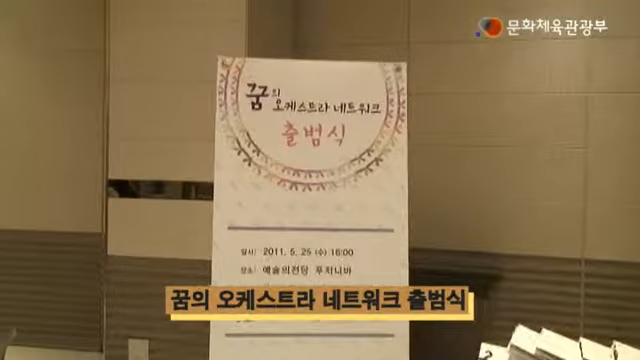 문화체육관광부
꿈의
오케스트라 네트워크
출범식
일시: 2011. 5. 25 (수) 16:00
장소: 예술의전당 푸치니바
꿈의 오케스트라 네트워크 출범식